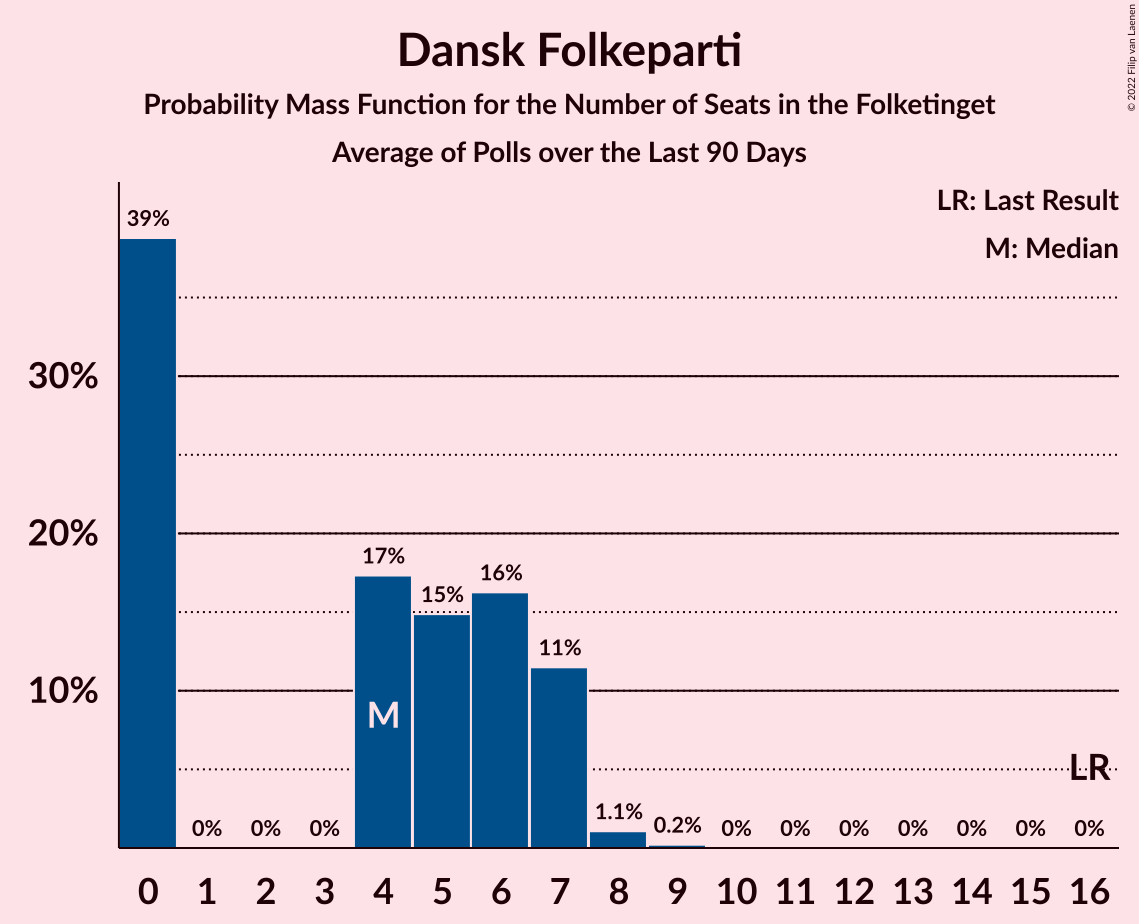 Dansk Folkeparti
Probability Mass Function for the Number of Seats in the Folketinget
Average of Polls over the Last 90 Days
© 2022 Filip van Laenen
LR: Last Result
M: Median
39%
30%
20%
17%
16%
15%
11%
10%
M
LR
0% 0% 0% 1.1% 0.2% 0% 0% 0% 0% 0% 0% 0%
0 1 2 3 4 5 6 7 8 9 10 11 12 13 14 15 16